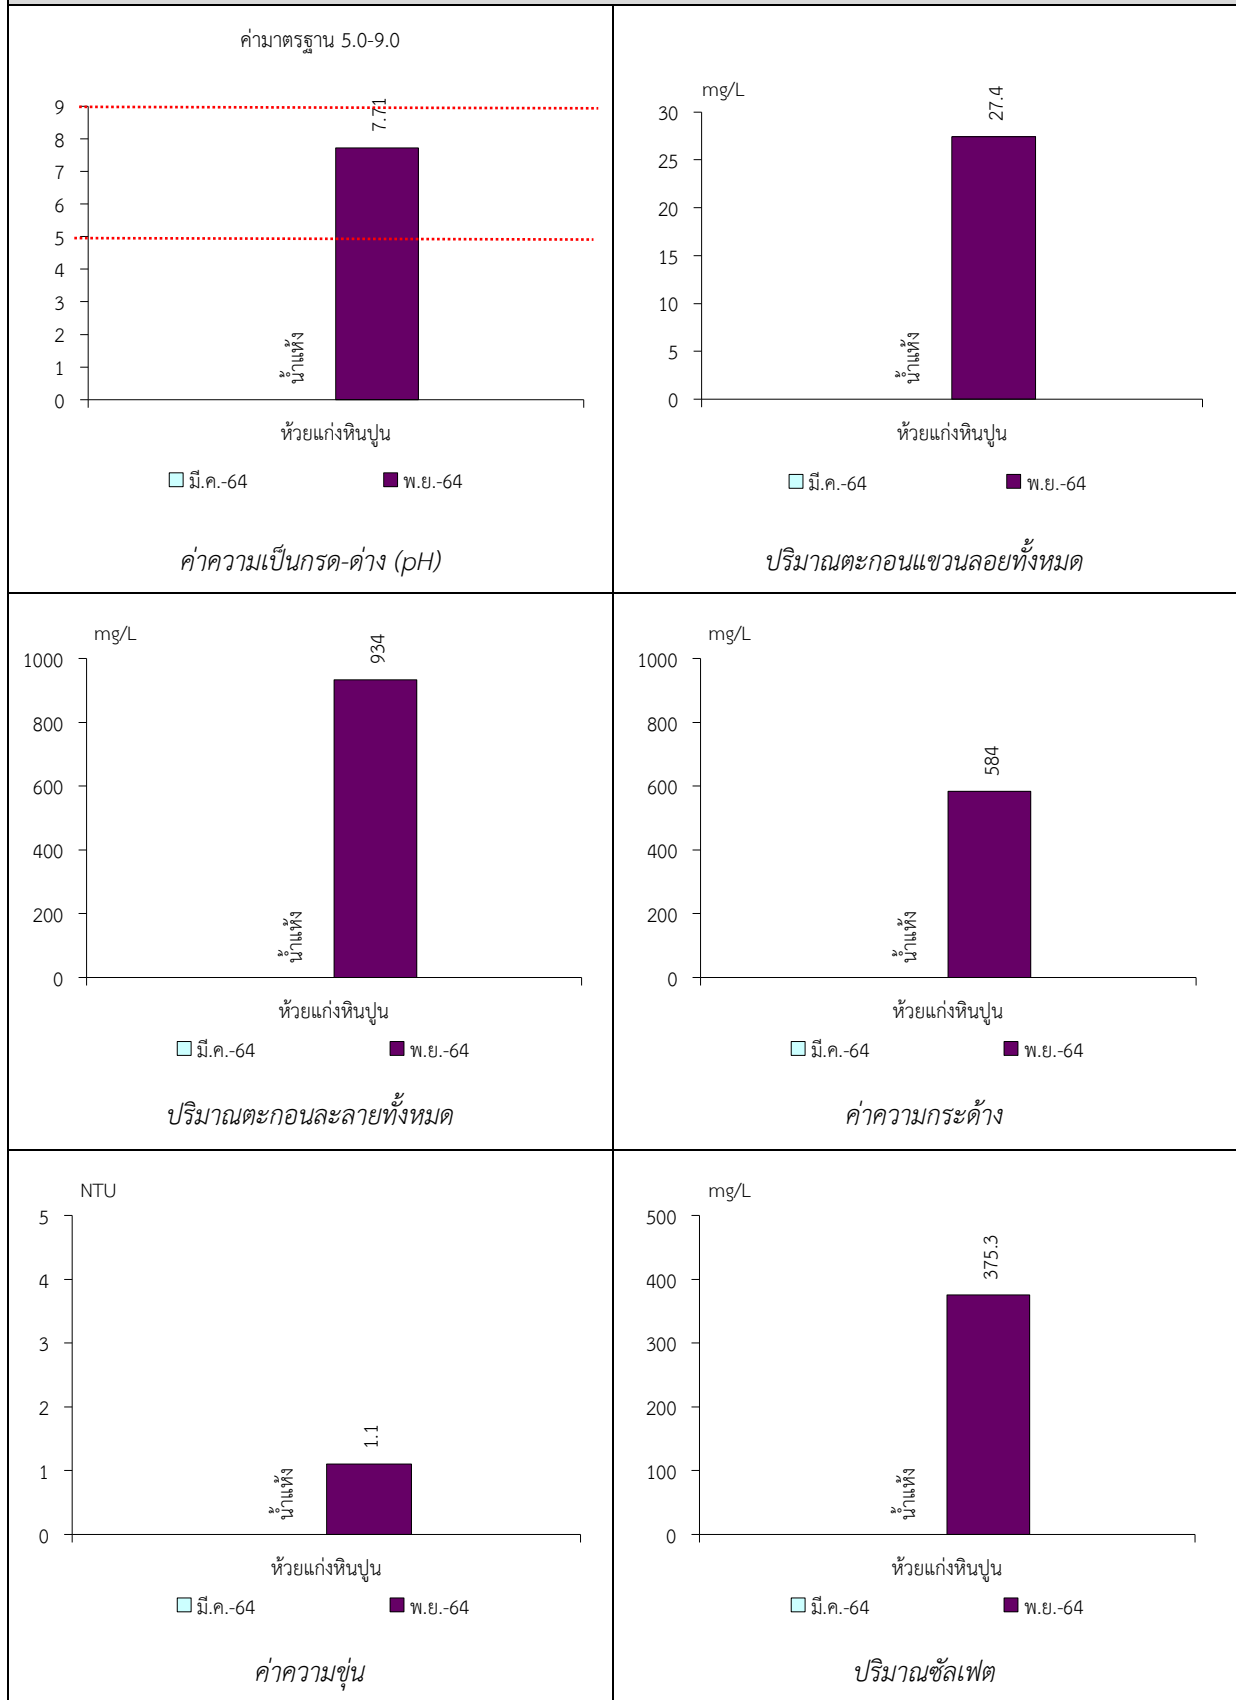 ค่ามาตรฐาน 5.0-9.0
9
8
7
6
5
4
3
2
1
0
7.71
น้ำแห้ง
ห้วยแก่งหินปูน
มี.ค.-64 พ.ย.-64
ค่าความเป็นกรด-ด่าง (pH)
mg/L
30
25
20
15
10
5
0
27.4
น้ำแห้ง
ห้วยแก่งหินปูน
มี.ค.-64 พ.ย.-64
ปริมาณตะกอนแขวนลอยทั้งหมด
mg/L
1000
800
600
400
200
0
934
น้ำแห้ง
ห้วยแก่งหินปูน
มี.ค.-64 พ.ย.-64
ปริมาณตะกอนละลายทั้งหมด
mg/L
1000
800
600
400
200
0
584
น้ำแห้ง
ห้วยแก่งหินปูน
มี.ค.-64 พ.ย.-64
ค่าความกระด้าง
NTU
5
4
3
2
1
0
1.1
น้ำแห้ง
ห้วยแก่งหินปูน
มี.ค.-64 พ.ย.-64
ค่าความขุ่น
mg/L
500
400
300
200
100
0
375.3
น้ำแห้ง
ห้วยแก่งหินปูน
มี.ค.-64 พ.ย.-64
ปริมาณซัลเฟต